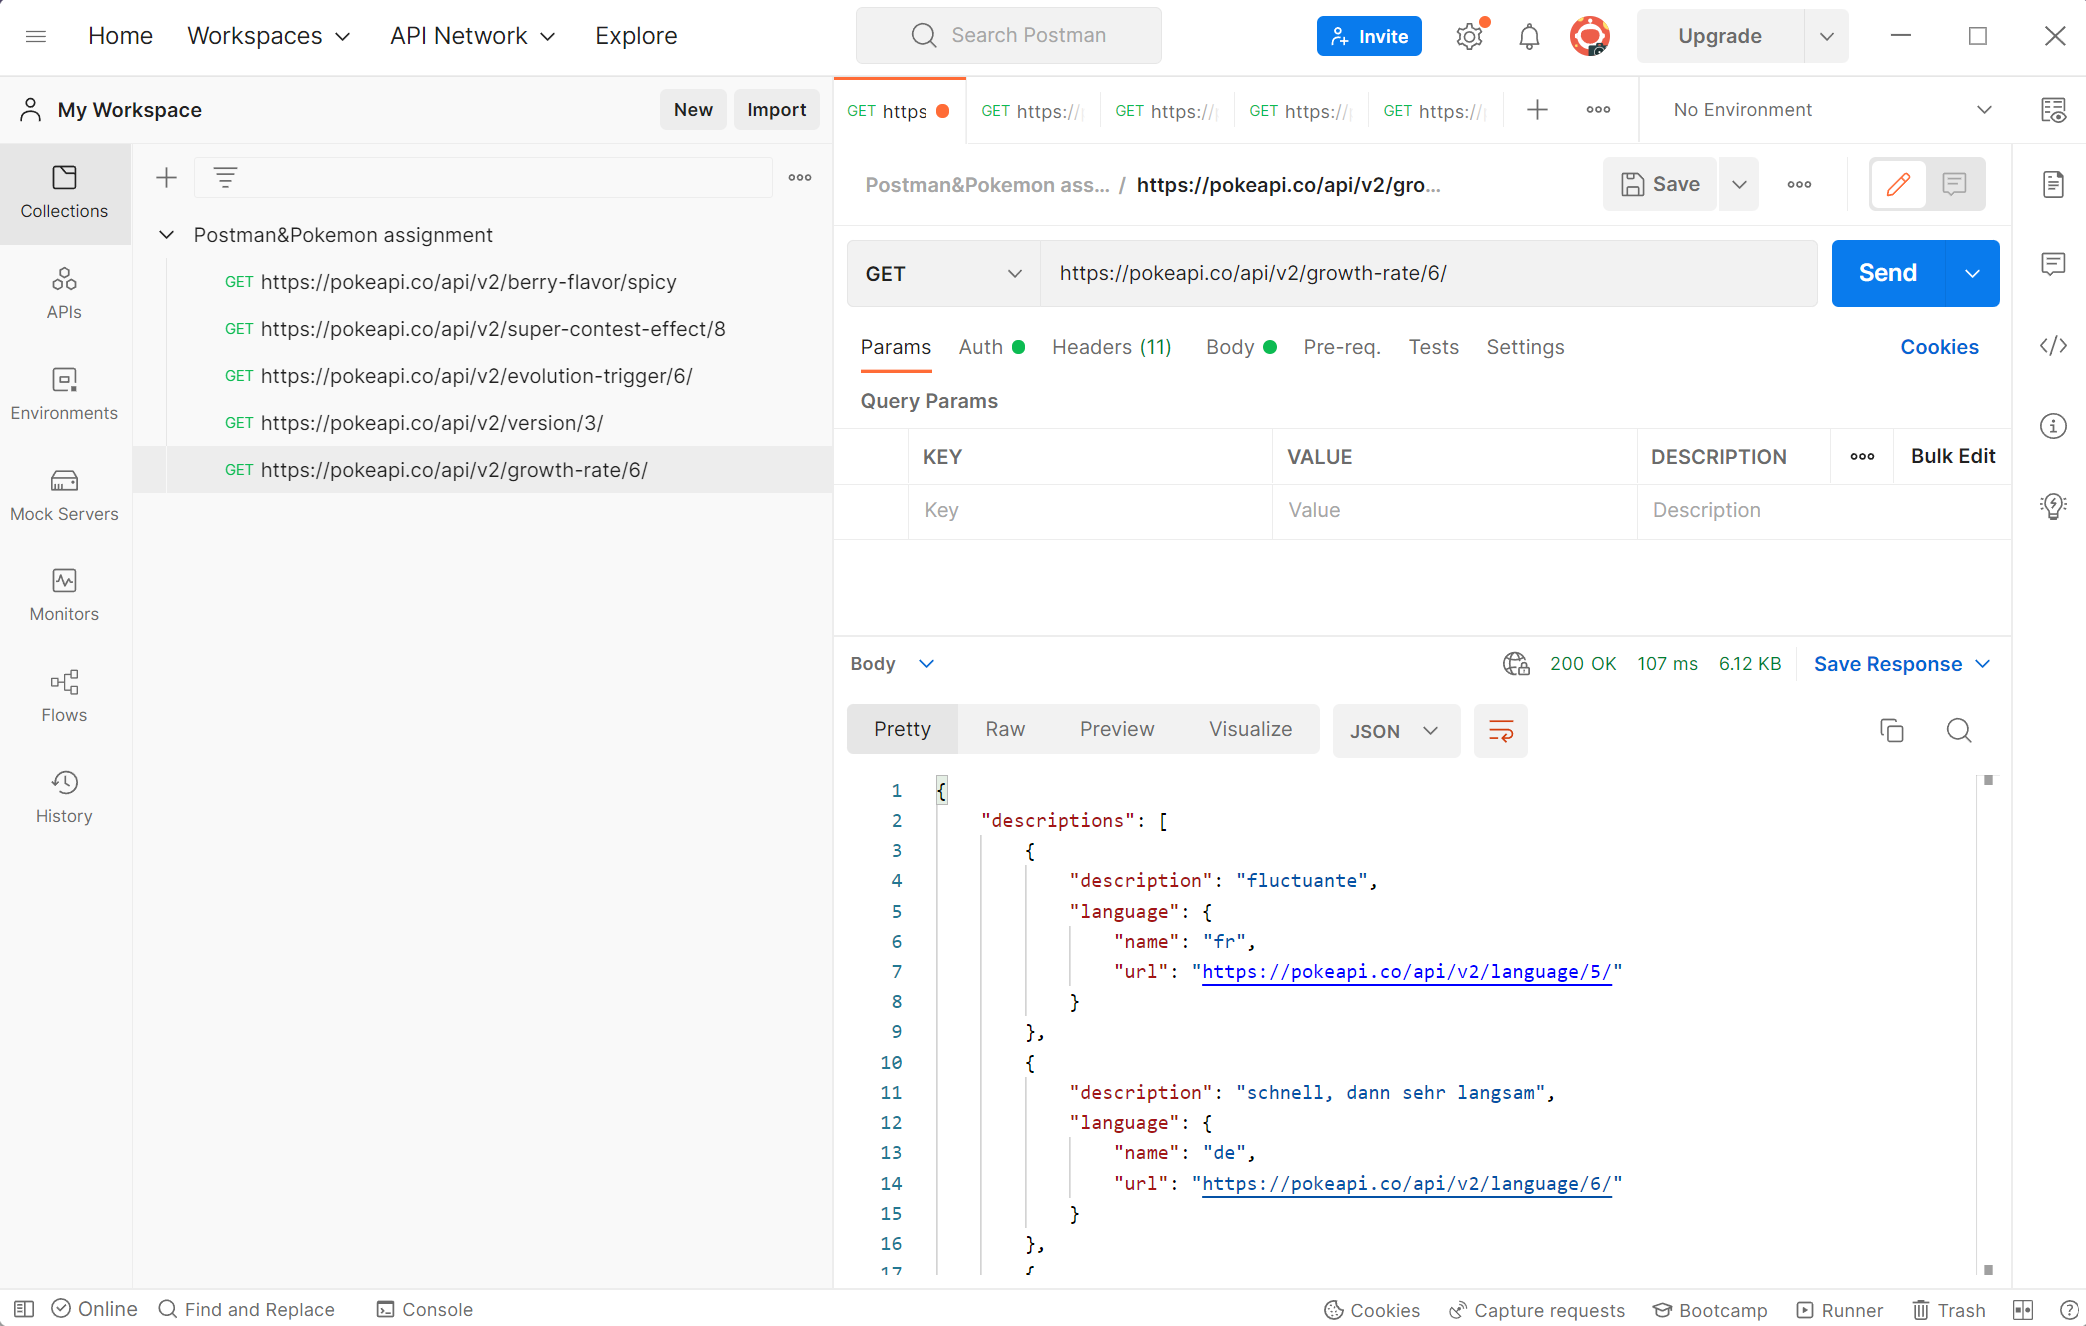 Home Workspaces API Network Explore Search Postman Invite Upgrade
My Workspace New Import
GET https GET https:// GET https:// GET https:// GET https:// No Environment
Collections
APIs
Environments
Mock Servers
Monitors
Flows
History
Postman&Pokemon assignment
GET https://pokeapi.co/api/v2/berry-flavor/spicy
GET https://pokeapi.co/api/v2/super-contest-effect/8
GET https://pokeapi.co/api/v2/evolution-trigger/6/
GET https://pokeapi.co/api/v2/version/3/
GET https://pokeapi.co/api/v2/growth-rate/6/
Postman&Pokemon ass... / https://pokeapi.co/api/v2/gro... Save
GET https://pokeapi.co/api/v2/growth-rate/6/ Send
Params Auth Headers (11) Body Pre-req. Tests Settings Cookies
Query Params
KEY VALUE DESCRIPTION Bulk Edit
Key Value Description
Body 200 OK 107 ms 6.12 KB Save Response
Pretty Raw Preview Visualize JSON
1 {
2 "descriptions": [
3 {
4 "description": "fluctuante",
5 "language": {
6 "name": "fr",
7 "url": "https://pokeapi.co/api/v2/language/5/"
8 }
9 },
10 {
11 "description": "schnell, dann sehr langsam",
12 "language": {
13 "name": "de",
14 "url": "https://pokeapi.co/api/v2/language/6/"
15 }
16 },
17 {
Online Find and Replace Console Cookies Capture requests Bootcamp Runner Trash